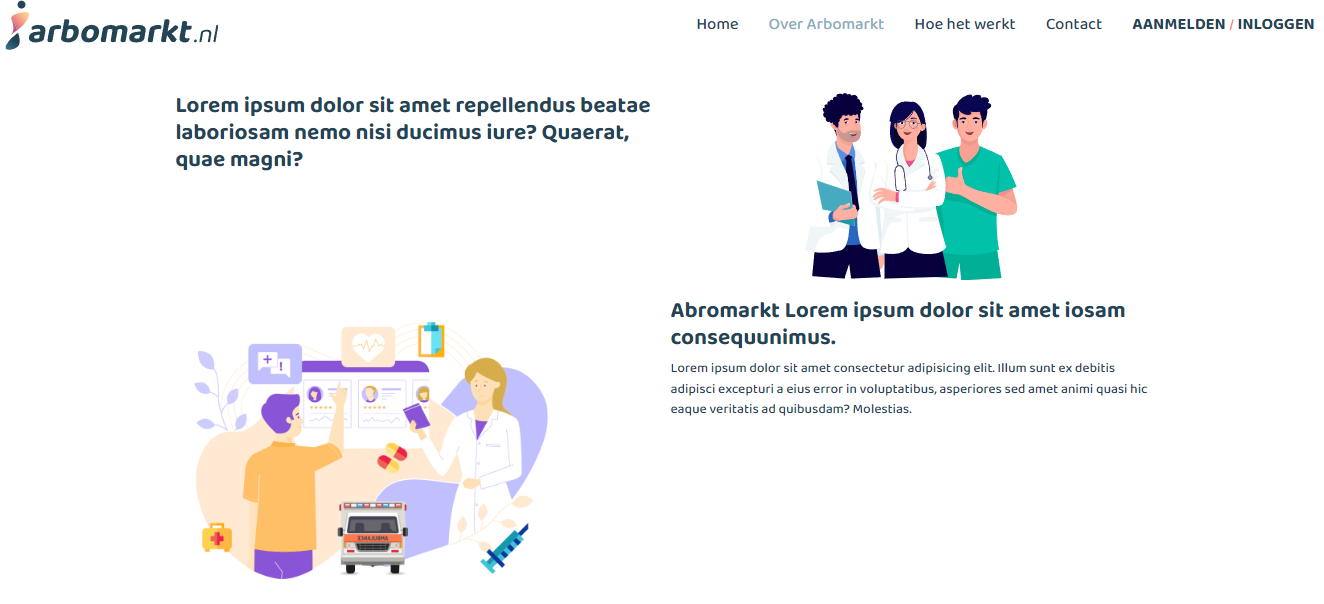 arbomarkt.nl
Home
Over Arbomarkt
Hoe het werkt
Contact
AANMELDEN / INLOGGEN
Lorem ipsum dolor sit amet repellendus beatae
laboriosam nemo nisi ducimus iure? Quaerat,
quae magni?
Abromarkt Lorem ipsum dolor sit amet iosam
consequunimus.
Lorem ipsum dolor sit amet consectetur adipisicing elit. Illum sunt ex debitis
adipisci excepturi a eius error in voluptatibus, asperiores sed amet animi quasi hic
eaque veritatis ad quibusdam? Molestias.